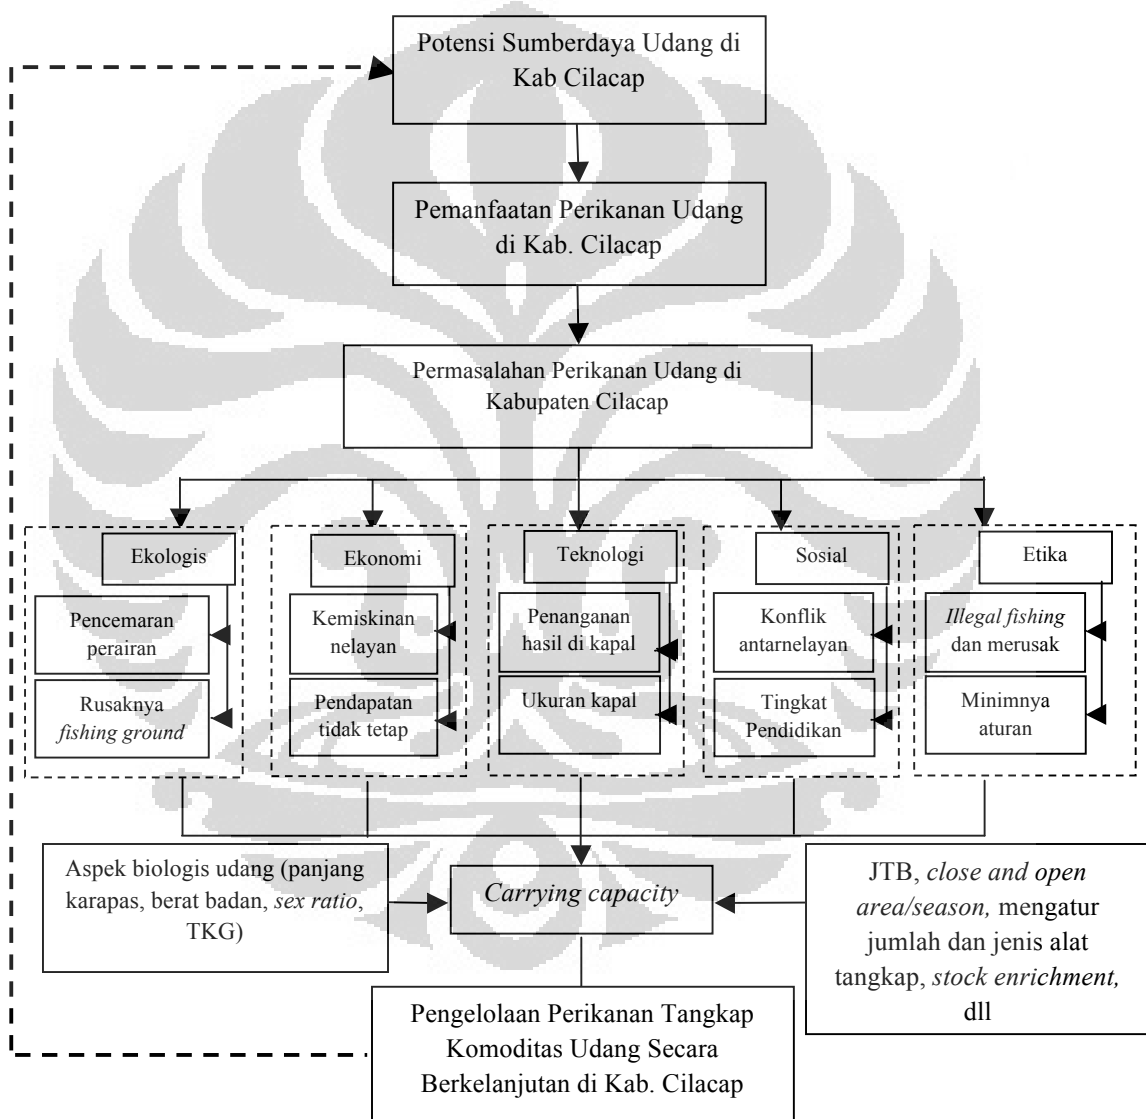 Potensi Sumberdaya Udang di
Kab Cilacap
Pemanfaatan Perikanan Udang
di Kab. Cilacap
Permasalahan Perikanan Udang di
Kabupaten Cilacap
Ekologis
Pencemaran
perairan
Rusaknya
fishing ground
Ekonomi
Kemiskinan
nelayan
Pendapatan
tidak tetap
Teknologi
Penanganan
hasil di kapal
Ukuran kapal
Sosial
Konflik
antarnelayan
Tingkat
Pendidikan
Etika
Illegal fishing
dan merusak
Minimnya
aturan
Aspek biologis udang (panjang
karapas, berat badan, sex ratio,
TKG)
Carrying capacity
JTB, close and open
area/season, mengatur
jumlah dan jenis alat
tangkap, stock enrichment,
dll
Pengelolaan Perikanan Tangkap
Komoditas Udang Secara
Berkelanjutan di Kab. Cilacap